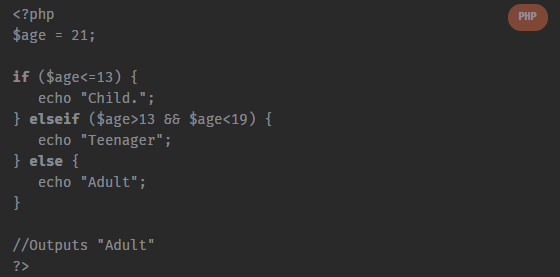 <?php
PHP
$age = 21;

if ($age<=13) {
   echo "Child.";
} elseif ($age>13 && $age<19) {
   echo "Teenager";
} else {
   echo "Adult";
}

//Outputs "Adult"
?>